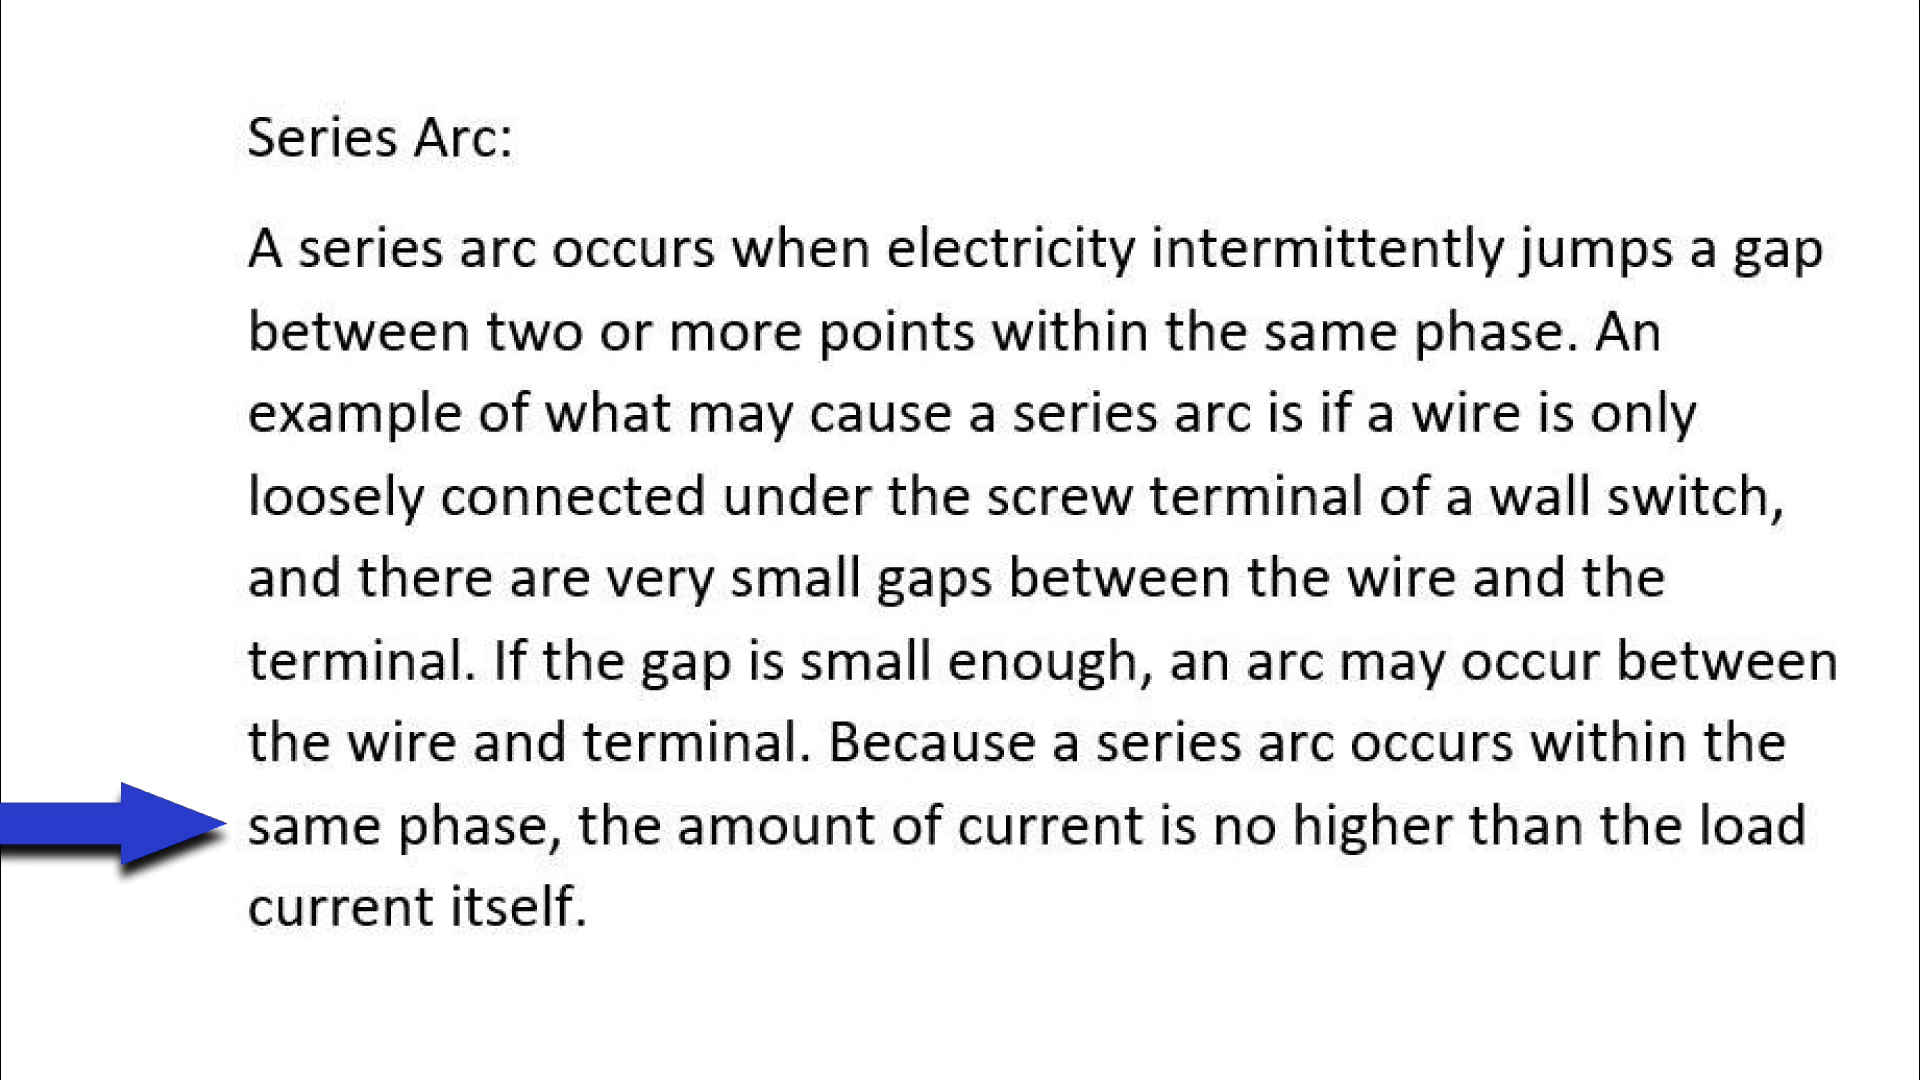 Series Arc:
A series arc occurs when electricity intermittently jumps a gap
between two or more points within the same phase. An
example of what may cause a series arc is if a wire is only
loosely connected under the screw terminal of a wall switch,
and there are very small gaps between the wire and the
terminal. If the gap is small enough, an arc may occur between
the wire and terminal. Because a series arc occurs within the
same phase, the amount of current is no higher than the load
current itself.